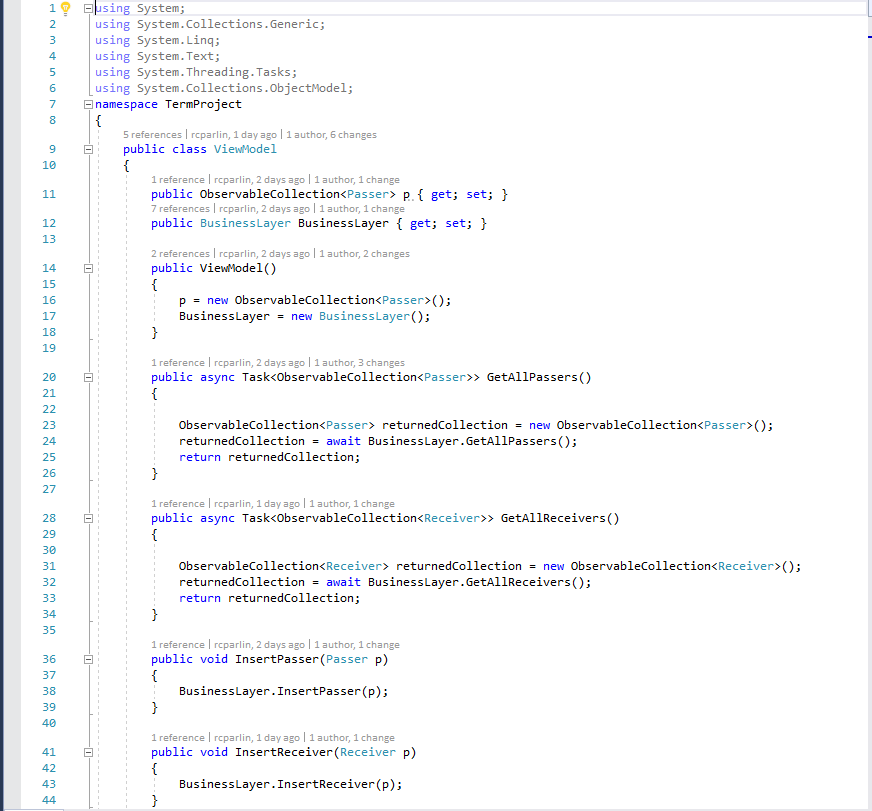 1 using System;
2 using System.Collections.Generic;
3 using System.Linq;
4 using System.Text;
5 using System.Threading.Tasks;
6 using System.Collections.ObjectModel;
7 namespace TermProject
8 {
5 references | rcparlin, 1 day ago | 1 author, 6 changes
9 public class ViewModel
10 {
1 reference | rcparlin, 2 days ago | 1 author, 1 change
11 public ObservableCollection<Passer> p { get; set; }
7 references | rcparlin, 2 days ago | 1 author, 1 change
12 public BusinessLayer BusinessLayer { get; set; }
13
2 references | rcparlin, 2 days ago | 1 author, 2 changes
14 public ViewModel()
15 {
16 p = new ObservableCollection<Passer>();
17 BusinessLayer = new BusinessLayer();
18 }
19
1 reference | rcparlin, 2 days ago | 1 author, 3 changes
20 public async Task<ObservableCollection<Passer>> GetAllPassers()
21 {
22
23 ObservableCollection<Passer> returnedCollection = new ObservableCollection<Passer>();
24 returnedCollection = await BusinessLayer.GetAllPassers();
25 return returnedCollection;
26 }
27
1 reference | rcparlin, 1 day ago | 1 author, 1 change
28 public async Task<ObservableCollection<Receiver>> GetAllReceivers()
29 {
30
31 ObservableCollection<Receiver> returnedCollection = new ObservableCollection<Receiver>();
32 returnedCollection = await BusinessLayer.GetAllReceivers();
33 return returnedCollection;
34 }
35
1 reference | rcparlin, 2 days ago | 1 author, 1 change
36 public void InsertPasser(Passer p)
37 {
38 BusinessLayer.InsertPasser(p);
39 }
40
1 reference | rcparlin, 1 day ago | 1 author, 1 change
41 public void InsertReceiver(Receiver p)
42 {
43 BusinessLayer.InsertReceiver(p);
44 }